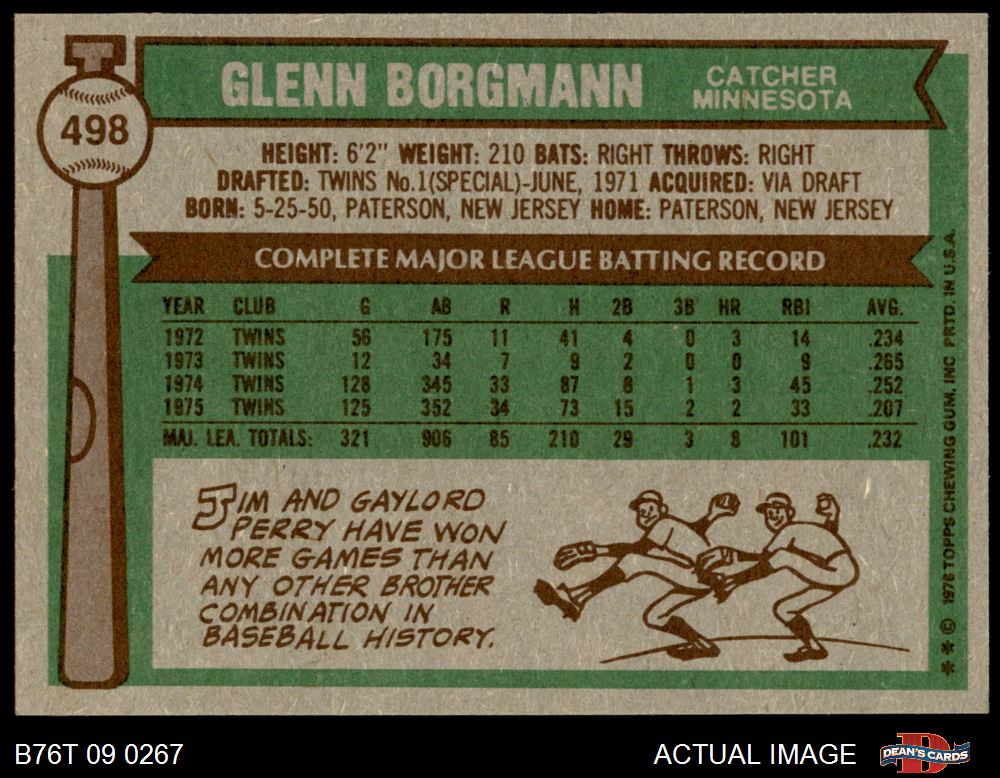 498
GLENN BORGMANN
CATCHER
MINNESOTA
HEIGHT: 6'2" WEIGHT: 210 BATS: RIGHT THROWS: RIGHT
DRAFTED: TWINS No.1(SPECIAL)-JUNE, 1971 ACQUIRED: VIA DRAFT
BORN: 5-25-50, PATERSON, NEW JERSEY HOME: PATERSON, NEW JERSEY
COMPLETE MAJOR LEAGUE BATTING RECORD
YEAR CLUB G AB R H 2B 3B HR RBI AVG.
1972 TWINS 56 175 11 41 4 0 3 14 .234
1973 TWINS 12 34 7 9 2 0 0 9 .265
1974 TWINS 128 345 33 87 8 1 3 45 .252
1975 TWINS 125 352 34 73 15 2 2 33 .207
MAJ. LEA. TOTALS: 321 906 85 210 29 3 8 101 .232
JIM AND GAYLORD
PERRY HAVE WON
MORE GAMES THAN
ANY OTHER BROTHER
COMBINATION IN
BASEBALL HISTORY.
* * © 1976 TOPPS CHEWING GUM, INC PRTD. IN U.S.A.
B76T 09 0267
ACTUAL IMAGE
D
DEAN'S CARDS